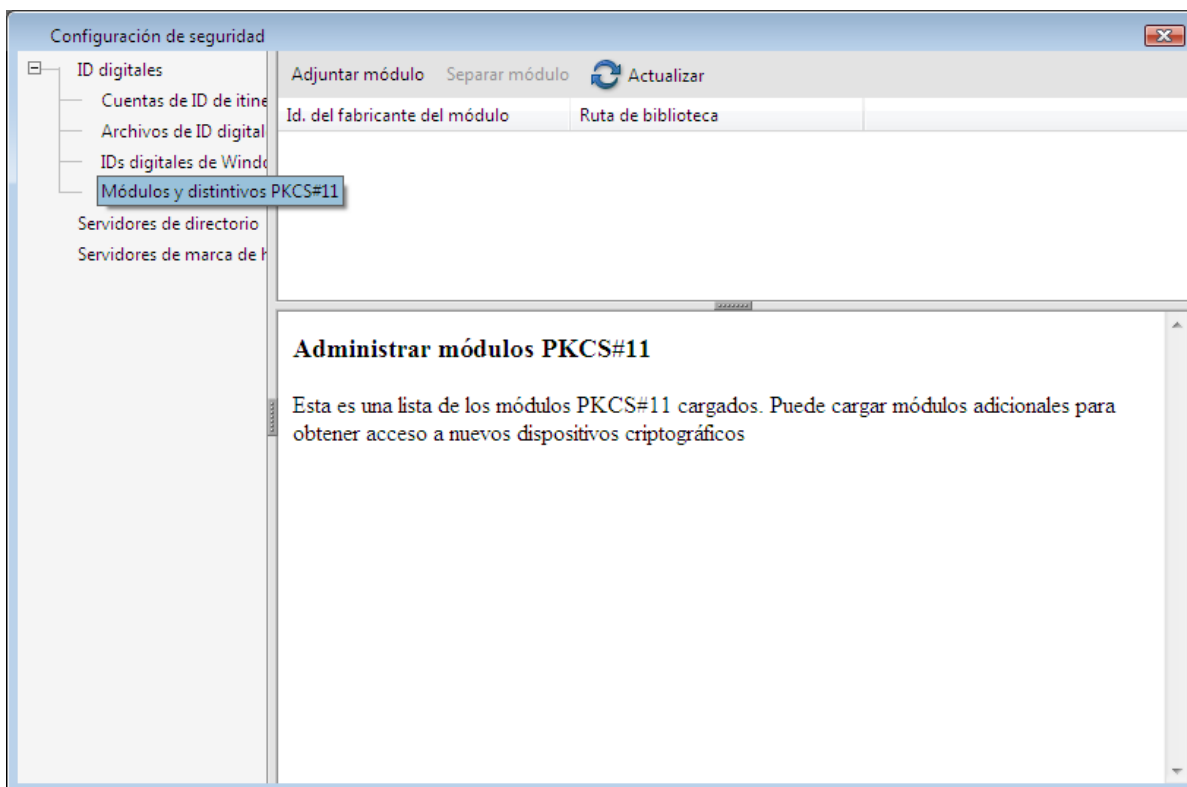 Configuración de seguridad
ID digitales
Cuentas de ID de itine
Archivos de ID digital
IDs digitales de Windo
Módulos y distintivos PKCS#11
Servidores de directorio
Servidores de marca de h
Adjuntar módulo Separar módulo Actualizar
Id. del fabricante del módulo Ruta de biblioteca
Administrar módulos PKCS#11
Esta es una lista de los módulos PKCS#11 cargados. Puede cargar módulos adicionales para
obtener acceso a nuevos dispositivos criptográficos